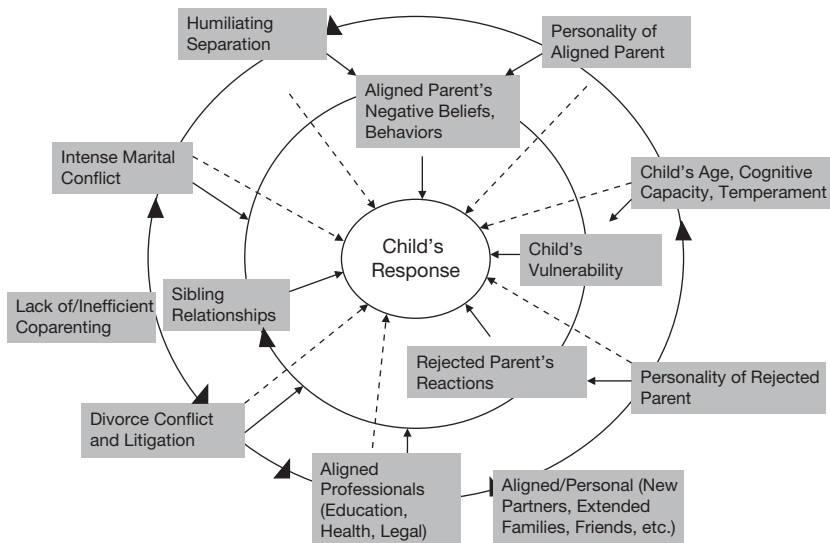 Humiliating
Separation
Personality of
Aligned Parent
Aligned Parent's
Negative Beliefs,
Behaviors
Intense Marital
Conflict
Child's Age, Cognitive
Capacity, Temperament
Child's
Response
Child's
Vulnerability
Lack of/Inefficient
Coparenting
Sibling
Relationships
Rejected Parent's
Reactions
Personality of Rejected
Parent
Divorce Conflict
and Litigation
Aligned
Professionals
(Education,
Health, Legal)
Aligned/Personal (New
Partners, Extended
Families, Friends, etc.)